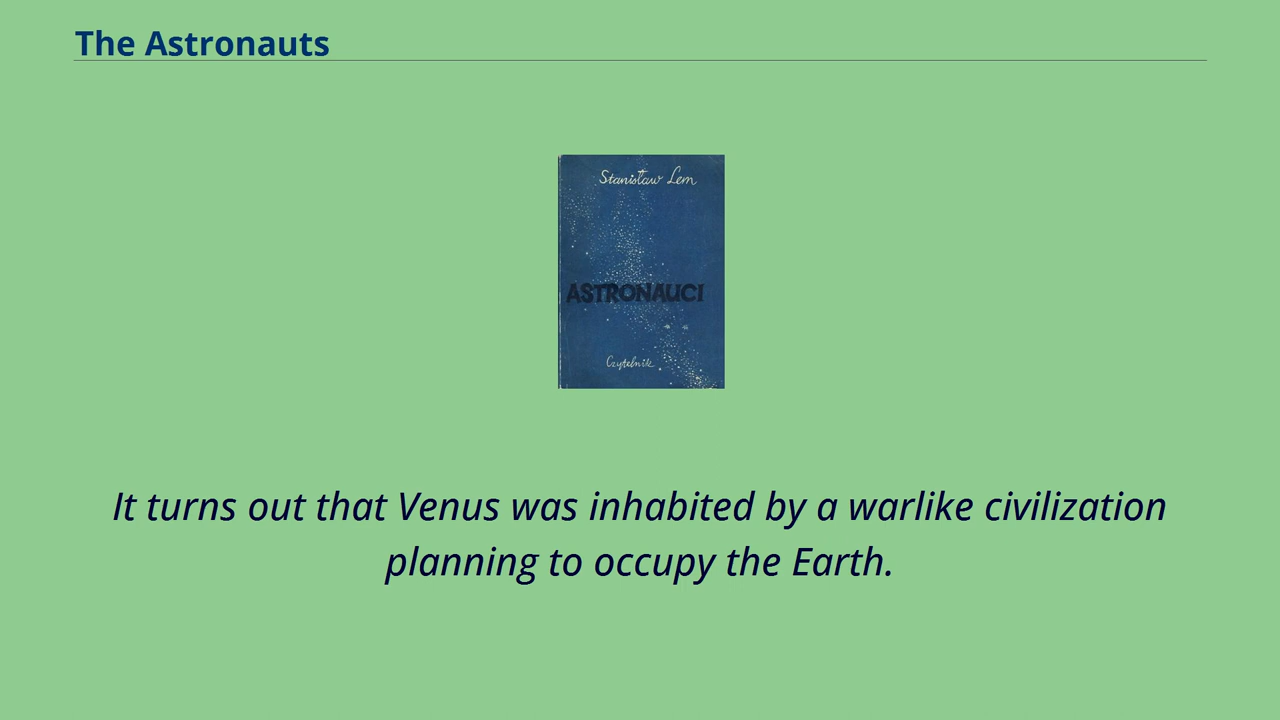 The Astronauts
Stanisław Lem
ASTRONAUCI
Czytelnik
It turns out that Venus was inhabited by a warlike civilization
planning to occupy the Earth.